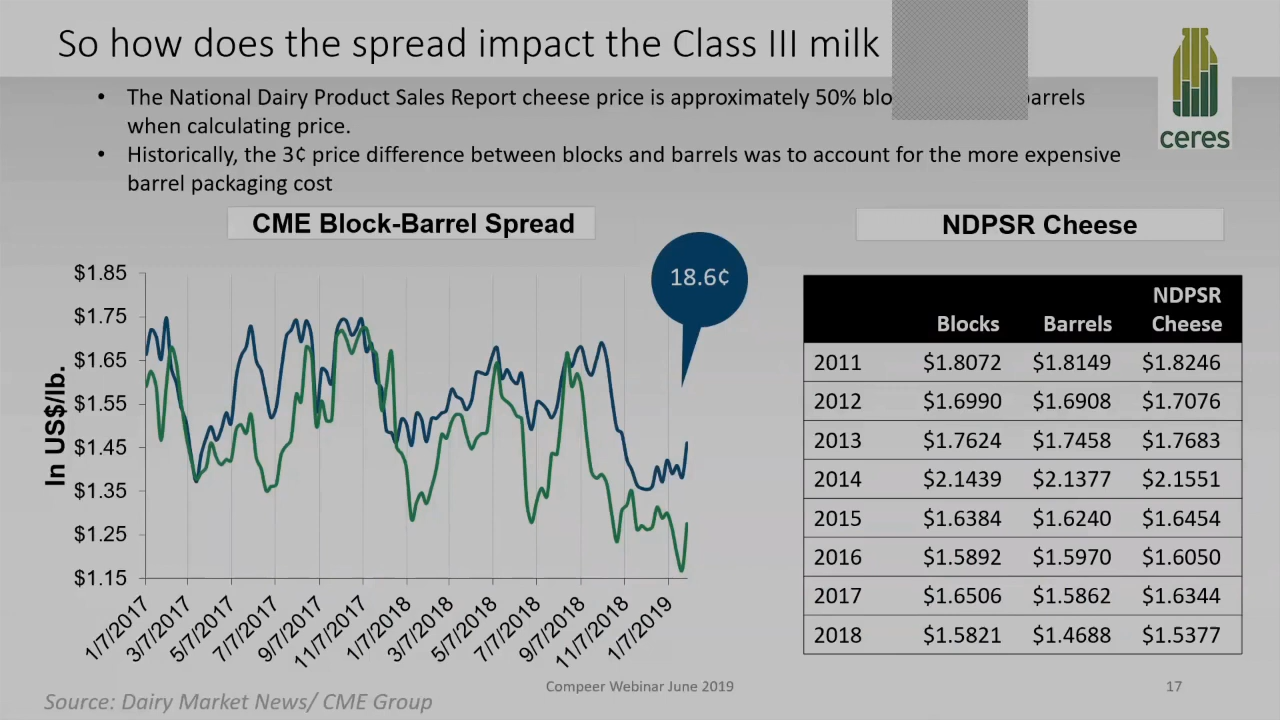 So how does the spread impact the Class III milk
ceres
• The National Dairy Product Sales Report cheese price is approximately 50% barrels
when calculating price.
• Historically, the 3¢ price difference between blocks and barrels was to account for the more expensive
barrel packaging cost
CME Block-Barrel Spread
18.6¢
In US$/lb.
$1.85
$1.75
$1.65
$1.55
$1.45
$1.35
$1.25
$1.15
1/7/2017 3/7/2017 5/7/2017 7/7/2017 9/7/2017 11/7/2017 1/7/2018 3/7/2018 5/7/2018 7/7/2018 9/7/2018 11/7/2018 1/7/2019
NDPSR Cheese
Blocks Barrels NDPSR Cheese
2011 $1.8072 $1.8149 $1.8246
2012 $1.6990 $1.6908 $1.7076
2013 $1.7624 $1.7458 $1.7683
2014 $2.1439 $2.1377 $2.1551
2015 $1.6384 $1.6240 $1.6454
2016 $1.5892 $1.5970 $1.6050
2017 $1.6506 $1.5862 $1.6344
2018 $1.5821 $1.4688 $1.5377
Source: Dairy Market News/ CME Group
Compeer Webinar June 2019
17